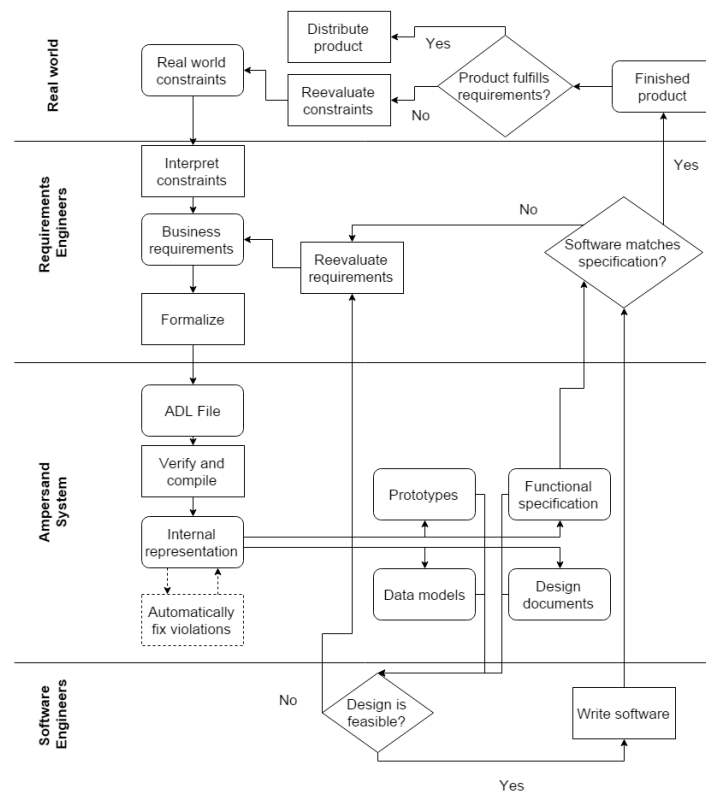 Real world
Distribute
product
Yes
Real world
constraints
Reevaluate
constraints
No
Product fulfills
requirements?
Finished
product
Requirements
Engineers
Interpret
constraints
Business
requirements
Formalize
Reevaluate
requirements
No
Software matches
specification?
Yes
Ampersand
System
ADL File
Verify and
compile
Internal
representation
Automatically
fix violations
Prototypes
Functional
specification
Data models
Design
documents
Software
Engineers
No
Design is
feasible?
Write software
Yes